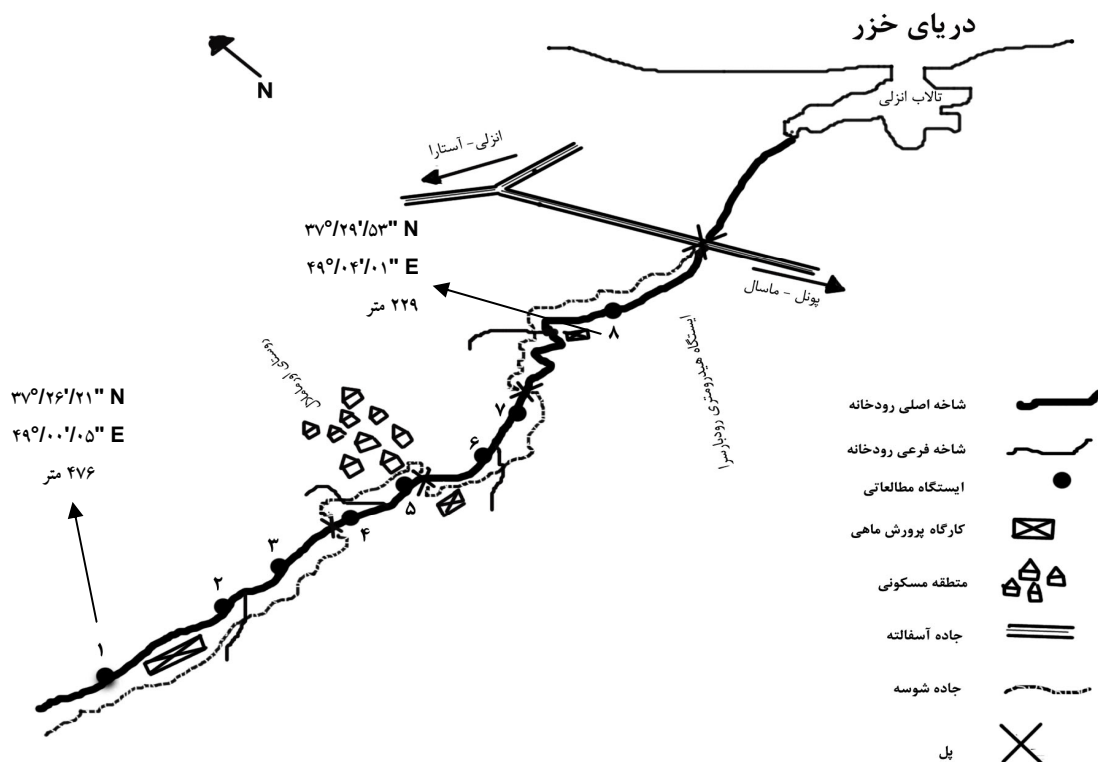 دریای خزر
تالاب انزلی
N
انزلی - آستارا
۳۷°/۲۹'/۵۳" N
۴۹°/۰۴'/۰۱" E
۲۲۹ متر
پونل - ماسال
ایستگاه هیدرومتری رودبارسرا
روستای اورمامالال
۳۷°/۲۶'/۲۱" N
۴۹°/۰۰'/۰۵" E
۴۷۶ متر
۱
۲
۳
۴
۵
۶
۷
۸
شاخه اصلی رودخانه
شاخه فرعی رودخانه
ایستگاه مطالعاتی
کارگاه پرورش ماهی
منطقه مسکونی
جاده آسفالته
جاده شوسه
پل